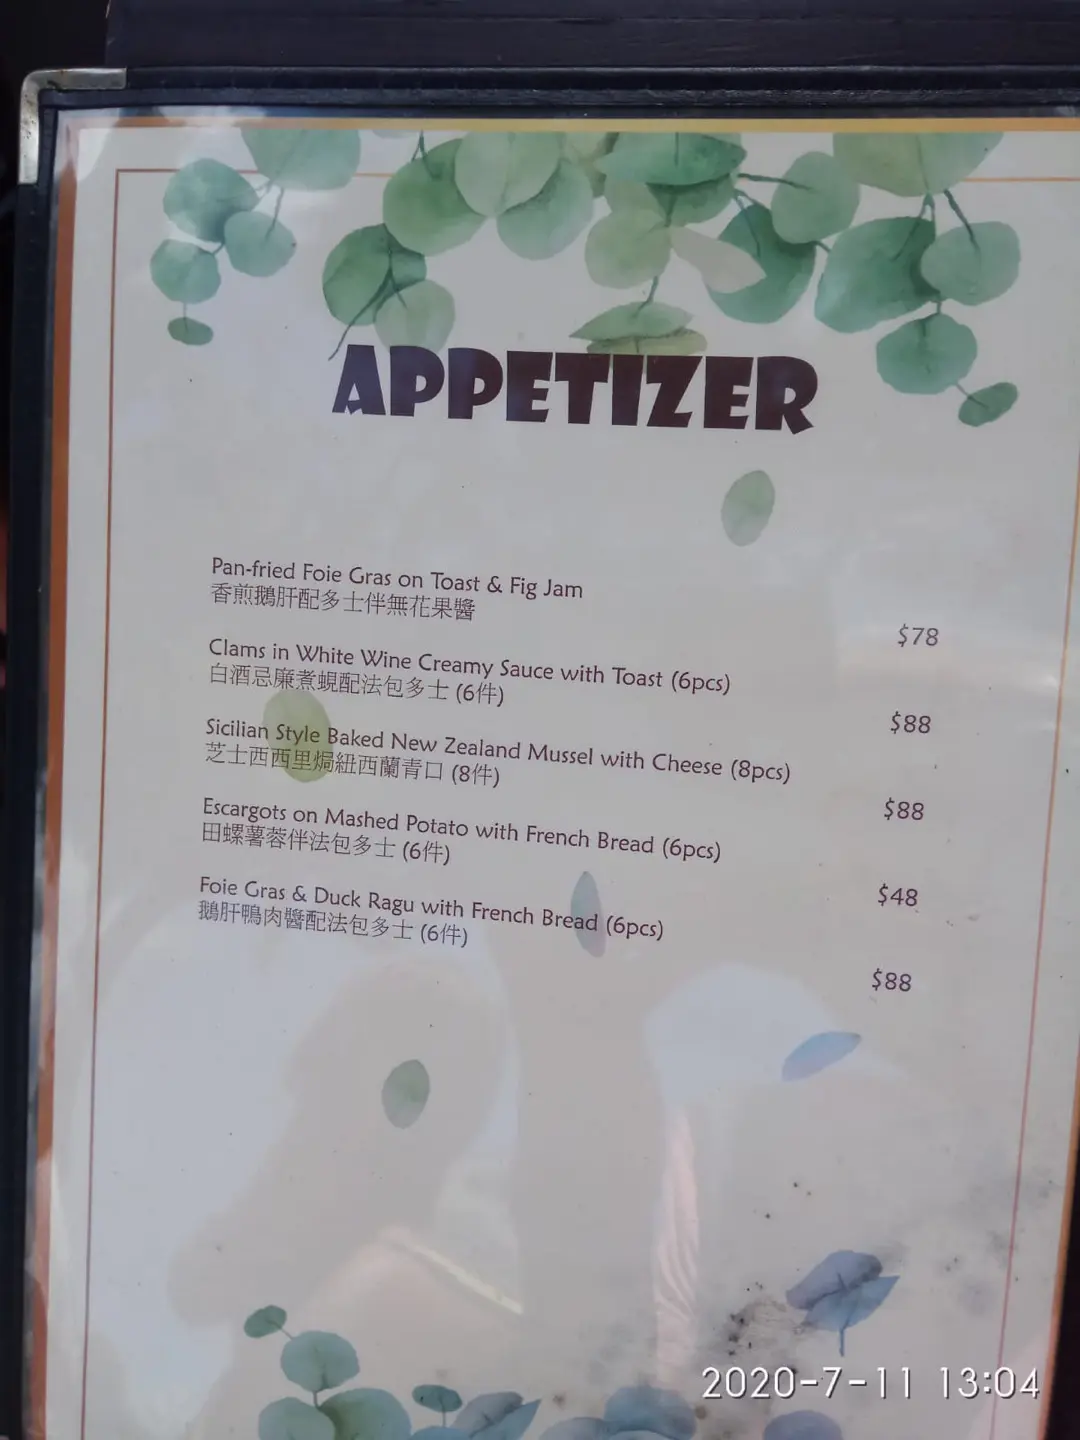 APPETIZER
Pan-fried Foie Gras on Toast & Fig Jam
香煎鵝肝配多士伴無花果醬
$78
Clams in White Wine Creamy Sauce with Toast (6pcs)
白酒忌廉煮蜆配法包多士 (6件)
$88
Sicilian Style Baked New Zealand Mussel with Cheese (8pcs)
芝士西西里焗紐西蘭青口 (8件)
$88
Escargots on Mashed Potato with French Bread (6pcs)
田螺薯蓉伴法包多士 (6件)
$48
Foie Gras & Duck Ragu with French Bread (6pcs)
鵝肝鴨肉醬配法包多士 (6件)
$88
2020-7-11 13:04